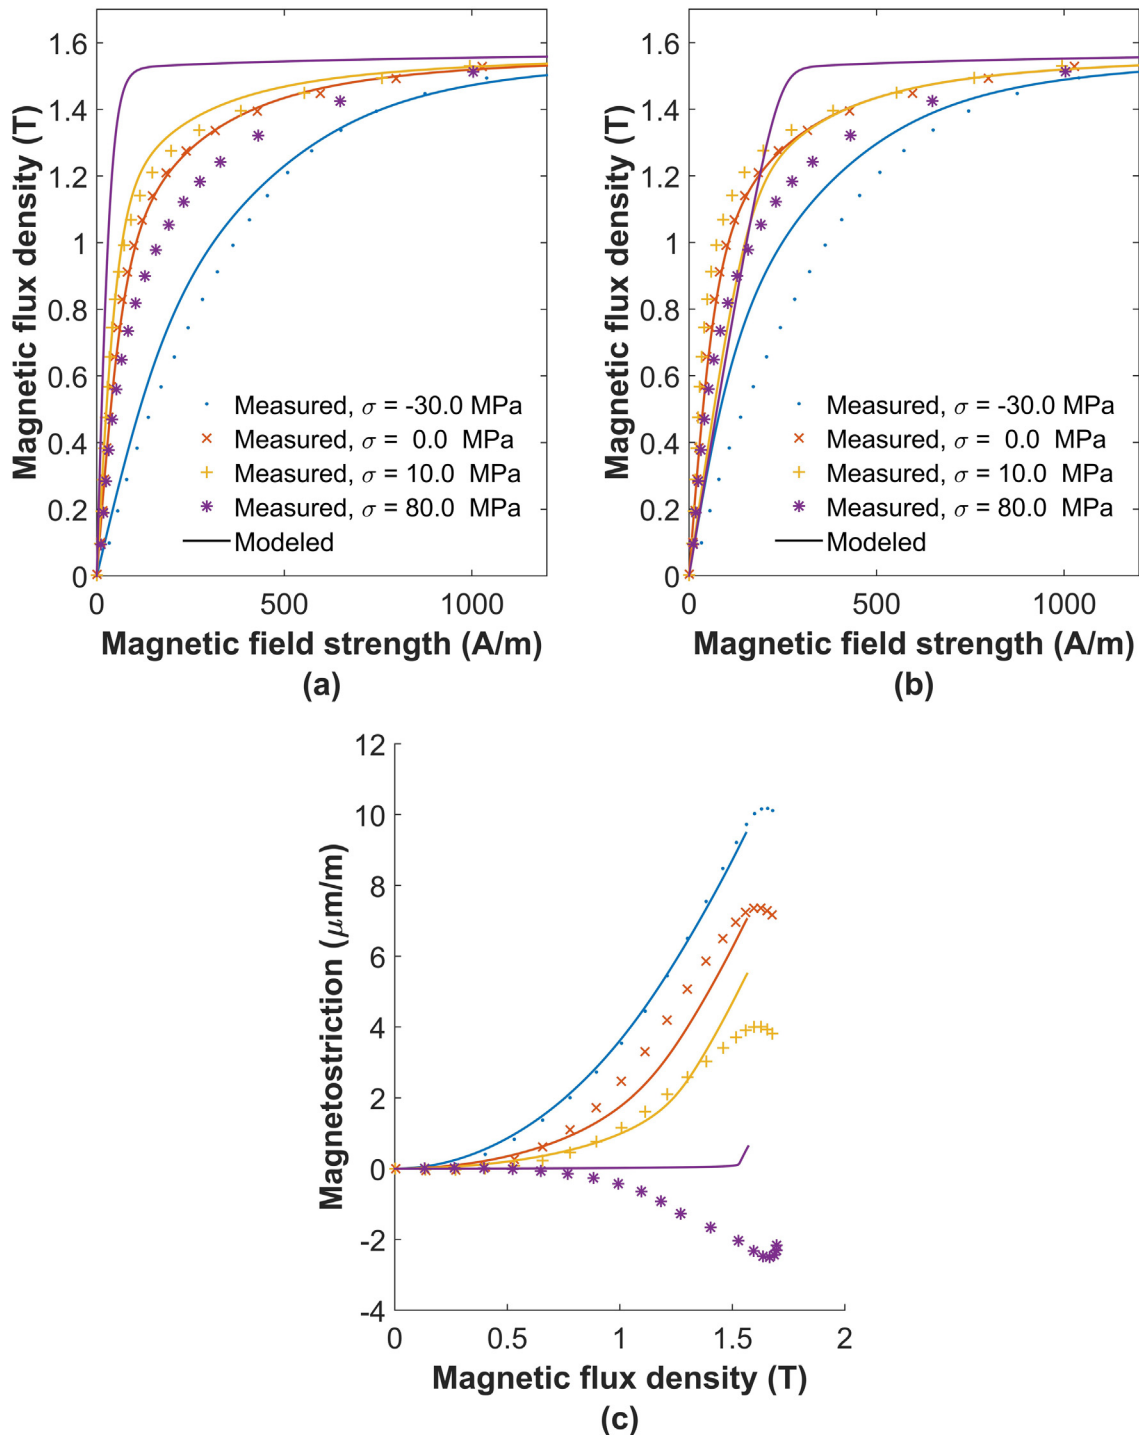 1.6
1.4
1.2
1
0.8
0.6
0.4
0.2
0
Magnetic flux density (T)
Measured, σ = -30.0 MPa
Measured, σ = 0.0 MPa
Measured, σ = 10.0 MPa
Measured, σ = 80.0 MPa
Modeled
0 500 1000
Magnetic field strength (A/m)
(a)
1.6
1.4
1.2
1
0.8
0.6
0.4
0.2
0
Magnetic flux density (T)
Measured, σ = -30.0 MPa
Measured, σ = 0.0 MPa
Measured, σ = 10.0 MPa
Measured, σ = 80.0 MPa
Modeled
0 500 1000
Magnetic field strength (A/m)
(b)
12
10
8
6
4
2
0
-2
-4
Magnetostriction (μm/m)
0 0.5 1 1.5 2
Magnetic flux density (T)
(c)